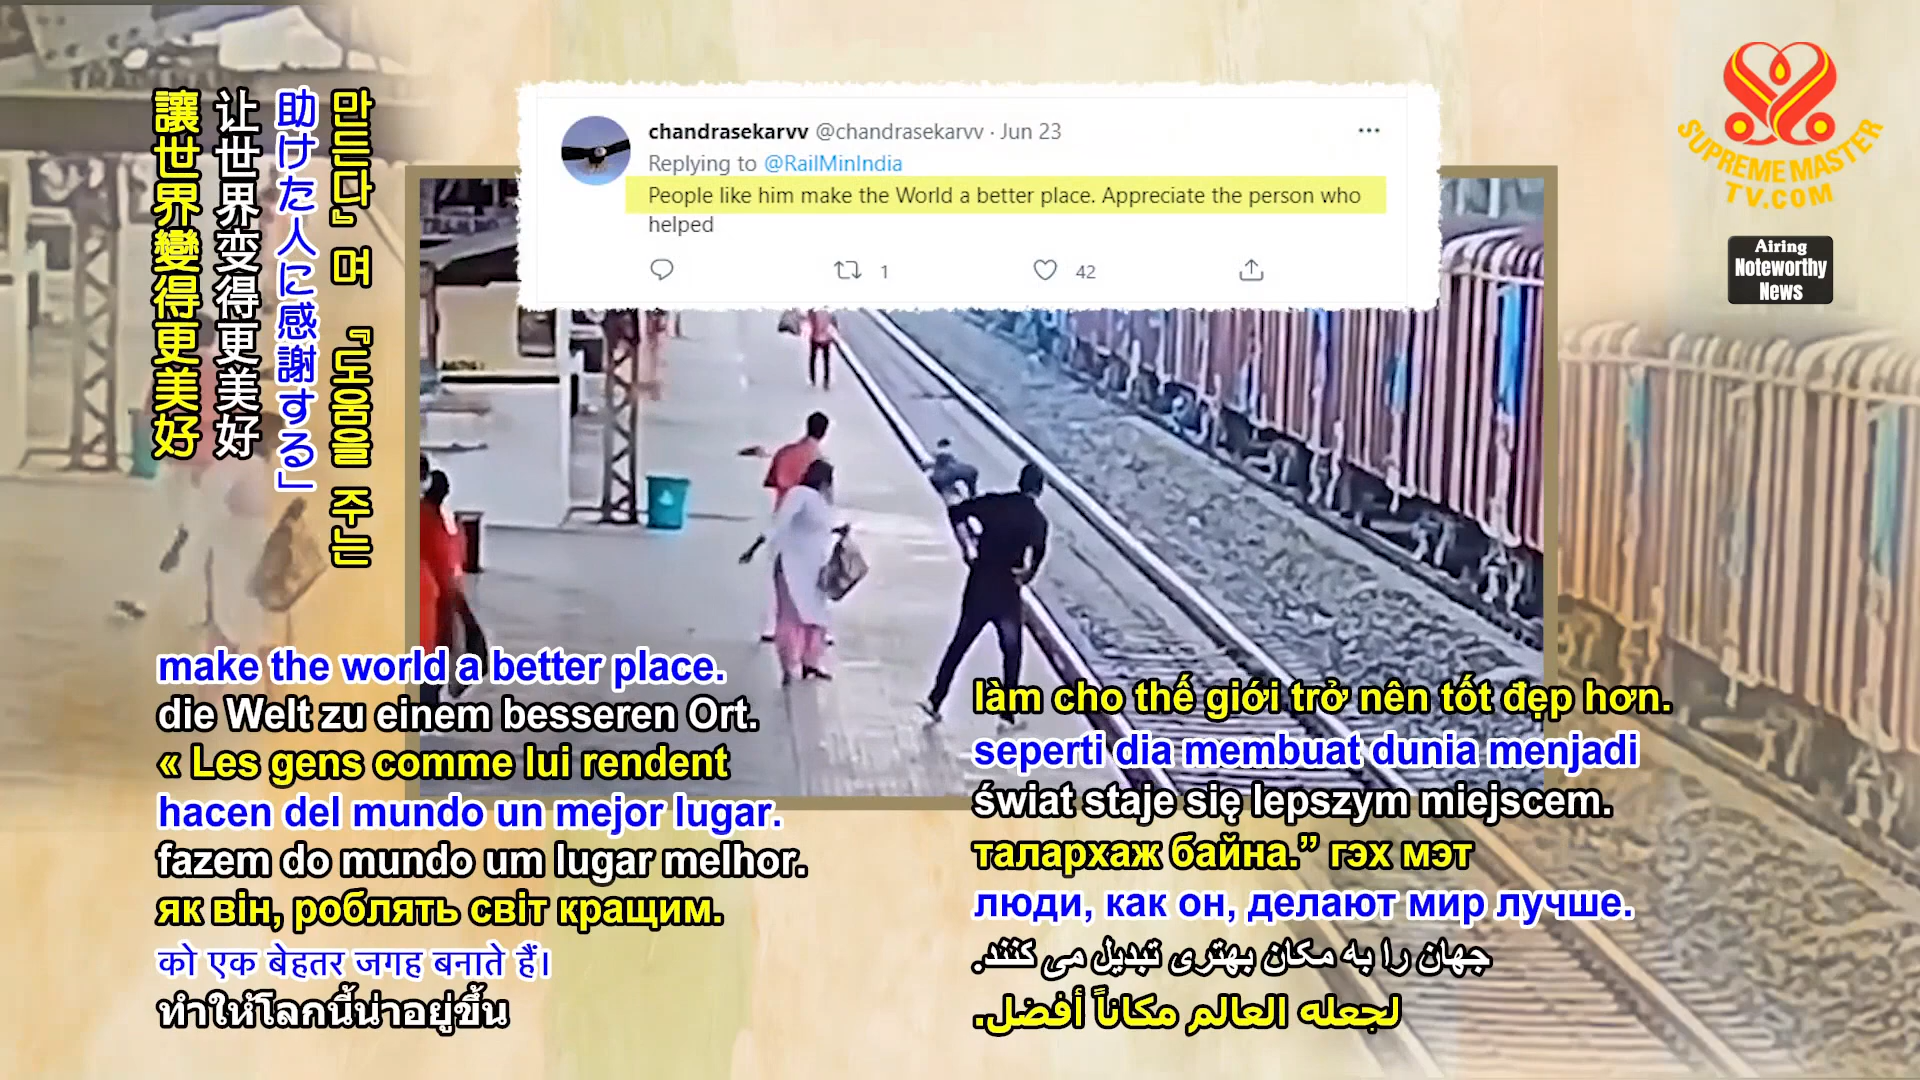 chandrasekarvv @chandrasekarvv · Jun 23
Replying to @RailMinIndia
People like him make the World a better place. Appreciate the person who
helped
1
42
SUPREME MASTER
TV.COM
Airing
Noteworthy
News
만든다』며 『도움을 주는
助けた人に感謝する」
让世界变得更美好
讓世界變得更美好
make the world a better place.
die Welt zu einem besseren Ort.
« Les gens comme lui rendent
hacen del mundo un mejor lugar.
fazem do mundo um lugar melhor.
як він, роблять світ кращим.
को एक बेहतर जगह बनाते हैं।
ทำให้โลกนี้น่าอยู่ขึ้น
làm cho thế giới trở nên tốt đẹp hơn.
seperti dia membuat dunia menjadi
świat staje się lepszym miejscem.
талархаж байна.” гэх мэт
люди, как он, делают мир лучше.
جهان را به مکان بهتری تبدیل می کنند.
لجعله العالم مكاناً أفضل.